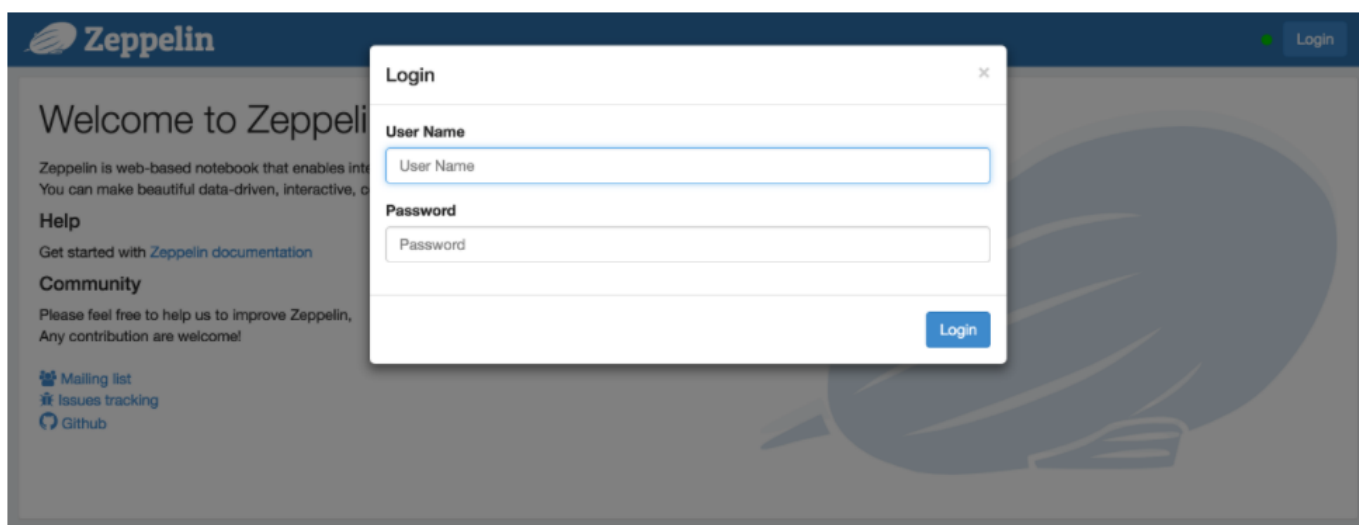 Zeppelin
Login
Login
×
Welcome to Zeppeli
User Name
User Name
Zeppelin is web-based notebook that enables inte
You can make beautiful data-driven, interactive, c
Password
Password
Help
Get started with Zeppelin documentation
Community
Please feel free to help us to improve Zeppelin,
Any contribution are welcome!
Login
Mailing list
Issues tracking
Github